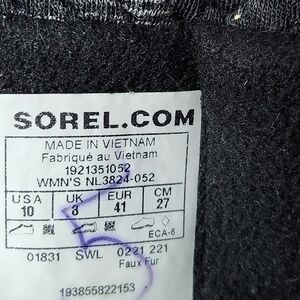 SOREL.COM
MADE IN VIETNAM
Fabriqué au Vietnam
1921351052
WMN'S NL3824-052
USA UK EUR CM
10 8 41 27
ECA-6
01831 SWL 0221 221
Faux Fur
193855822153